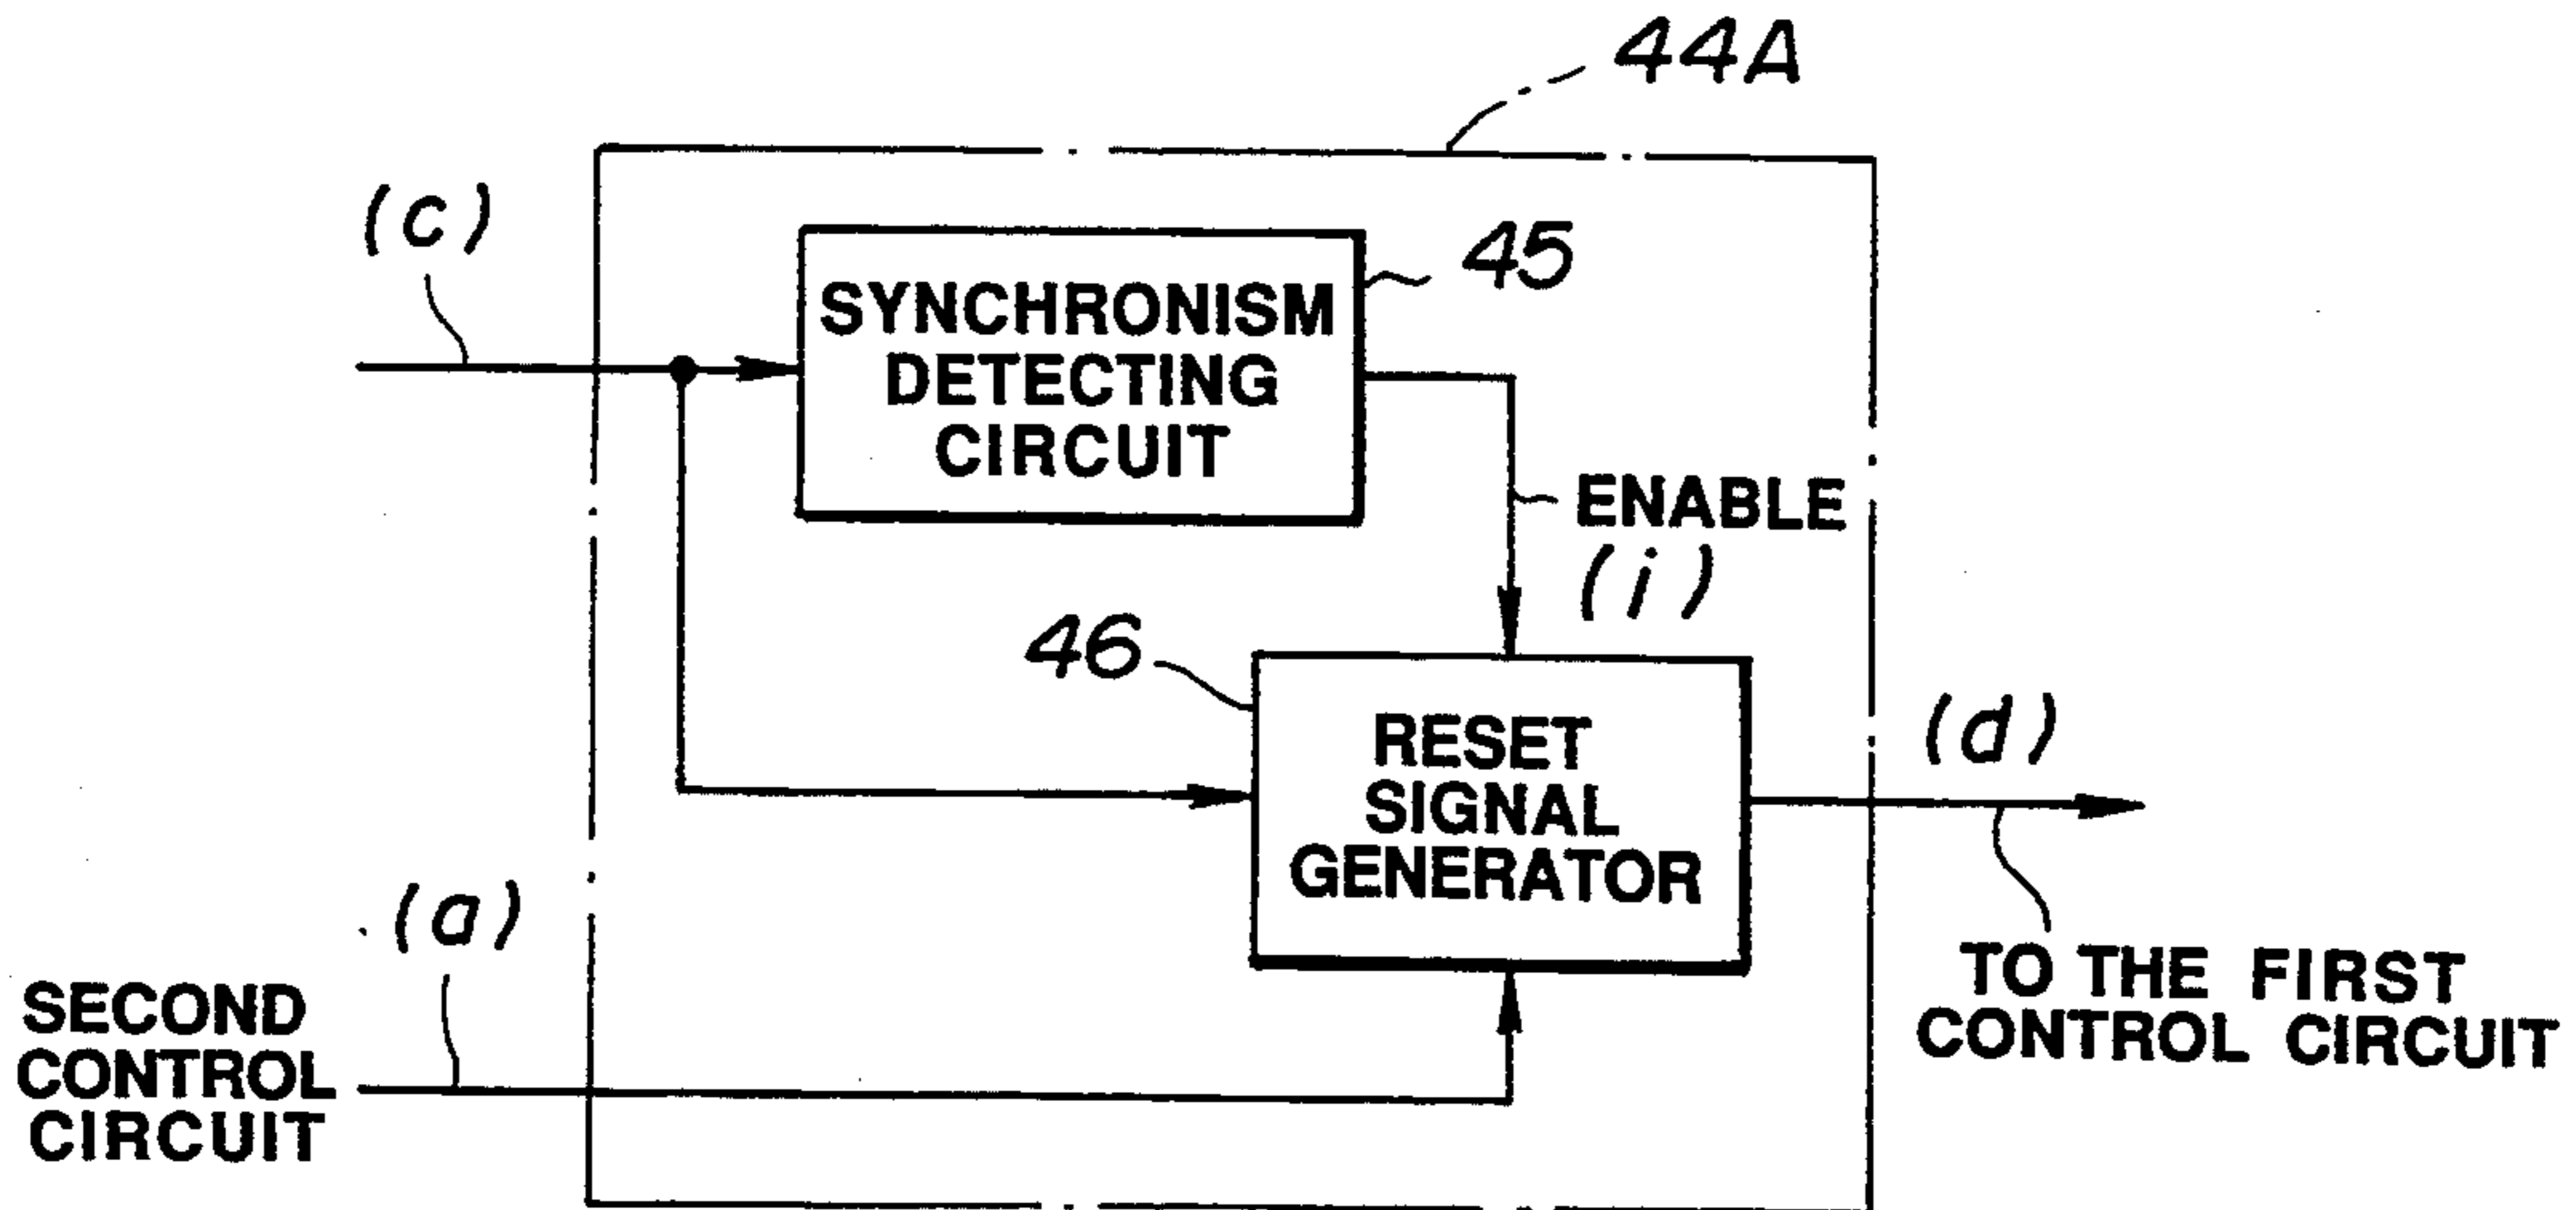 44A
(c)
45
SYNCHRONISM
DETECTING
CIRCUIT
ENABLE
(i)
46
RESET
SIGNAL
GENERATOR
(d)
TO THE FIRST
CONTROL CIRCUIT
(a)
SECOND
CONTROL
CIRCUIT